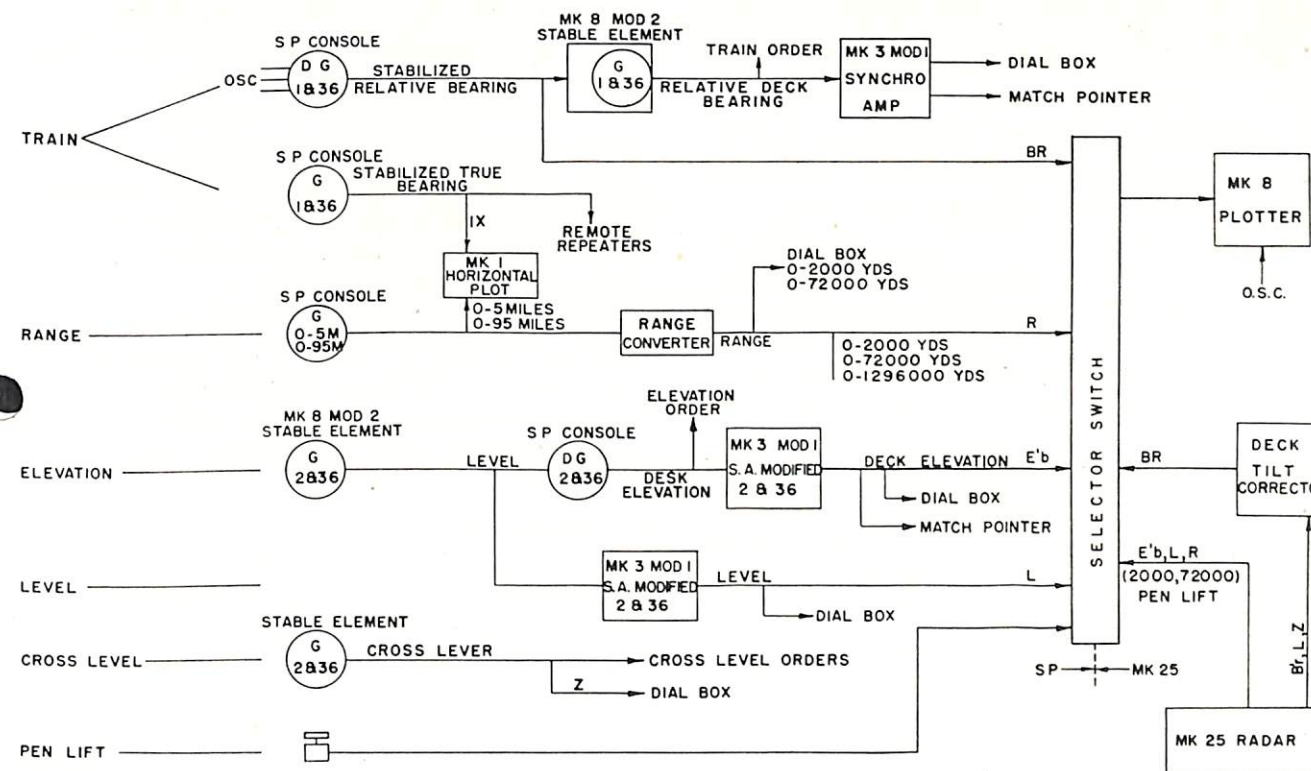 TRAIN
OSC
S P CONSOLE
D G
1 & 36
STABILIZED
RELATIVE BEARING
MK 8 MOD 2
STABLE ELEMENT
G
1 & 36
TRAIN ORDER
RELATIVE DECK
BEARING
MK 3 MOD 1
SYNCHRO
AMP
DIAL BOX
MATCH POINTER
BR
S P CONSOLE
G
1 & 36
STABILIZED TRUE
BEARING
1X
REMOTE
REPEATERS
MK 1
HORIZONTAL
PLOT
MK 8
PLOTTER
O.S.C.
RANGE
S P CONSOLE
G
0-5M
0-95M
0-5 MILES
0-95 MILES
RANGE
CONVERTER
RANGE
DIAL BOX
0-2000 YDS
0-72000 YDS
R
0-2000 YDS
0-72000 YDS
0-1296000 YDS
SELECTOR SWITCH
ELEVATION
MK 8 MOD 2
STABLE ELEMENT
G
2 & 36
LEVEL
S P CONSOLE
DG
2 & 36
ELEVATION
ORDER
DESK
ELEVATION
MK 3 MOD 1
S. A. MODIFIED
2 & 36
DECK ELEVATION E'b
DIAL BOX
MATCH POINTER
BR
DECK
TILT
CORRECTO
LEVEL
MK 3 MOD 1
S. A. MODIFIED
2 & 36
LEVEL
L
DIAL BOX
E'b, L, R
(2000, 72000)
PEN LIFT
B'r, L, Z
CROSS LEVEL
STABLE ELEMENT
G
2 & 36
CROSS LEVER
Z
CROSS LEVEL ORDERS
DIAL BOX
SP
MK 25
PEN LIFT
MK 25 RADAR